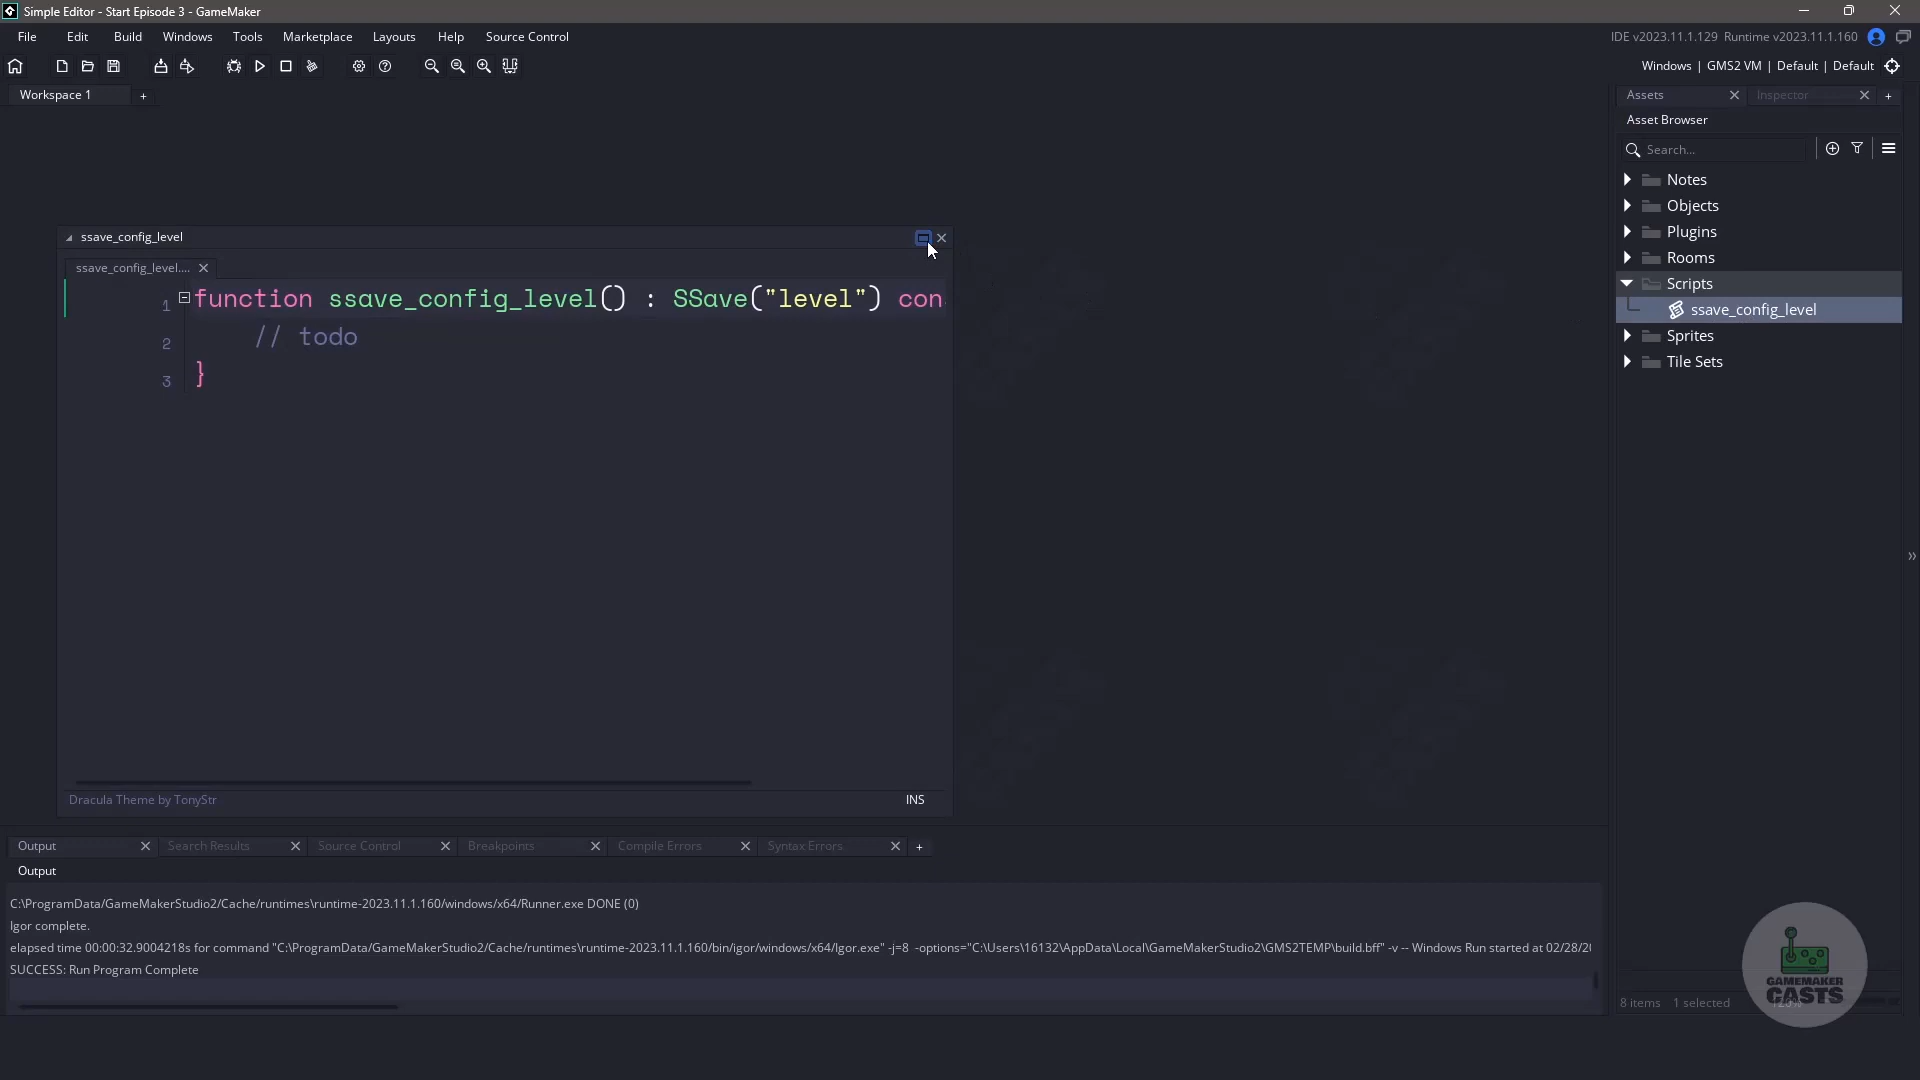 Simple Editor - Start Episode 3 - GameMaker
File Edit Build Windows Tools Marketplace Layouts Help Source Control
IDE v2023.11.1.129 Runtime v2023.11.1.160
Windows | GMS2 VM | Default | Default
Workspace 1 +
Assets Inspector +
Asset Browser
Search...
Notes
Objects
Plugins
Rooms
Scripts
ssave_config_level
Sprites
Tile Sets
ssave_config_level
ssave_config_level....
1 function ssave_config_level() : SSave("level") con
2 // todo
3 }
Dracula Theme by TonyStr
INS
Output Search Results Source Control Breakpoints Compile Errors Syntax Errors +
Output
C:\ProgramData/GameMakerStudio2/Cache/runtimes\runtime-2023.11.1.160/windows/x64/Runner.exe DONE (0)
Igor complete.
elapsed time 00:00:32.9004218s for command "C:\ProgramData/GameMakerStudio2/Cache/runtimes\runtime-2023.11.1.160/bin/igor/windows/x64/Igor.exe" -j=8 -options="C:\Users\16132\AppData\Local\GameMakerStudio2\GMS2TEMP\build.bff" -v -- Windows Run started at 02/28/20
SUCCESS: Run Program Complete
8 items 1 selected
GAMEMAKER
CASTS